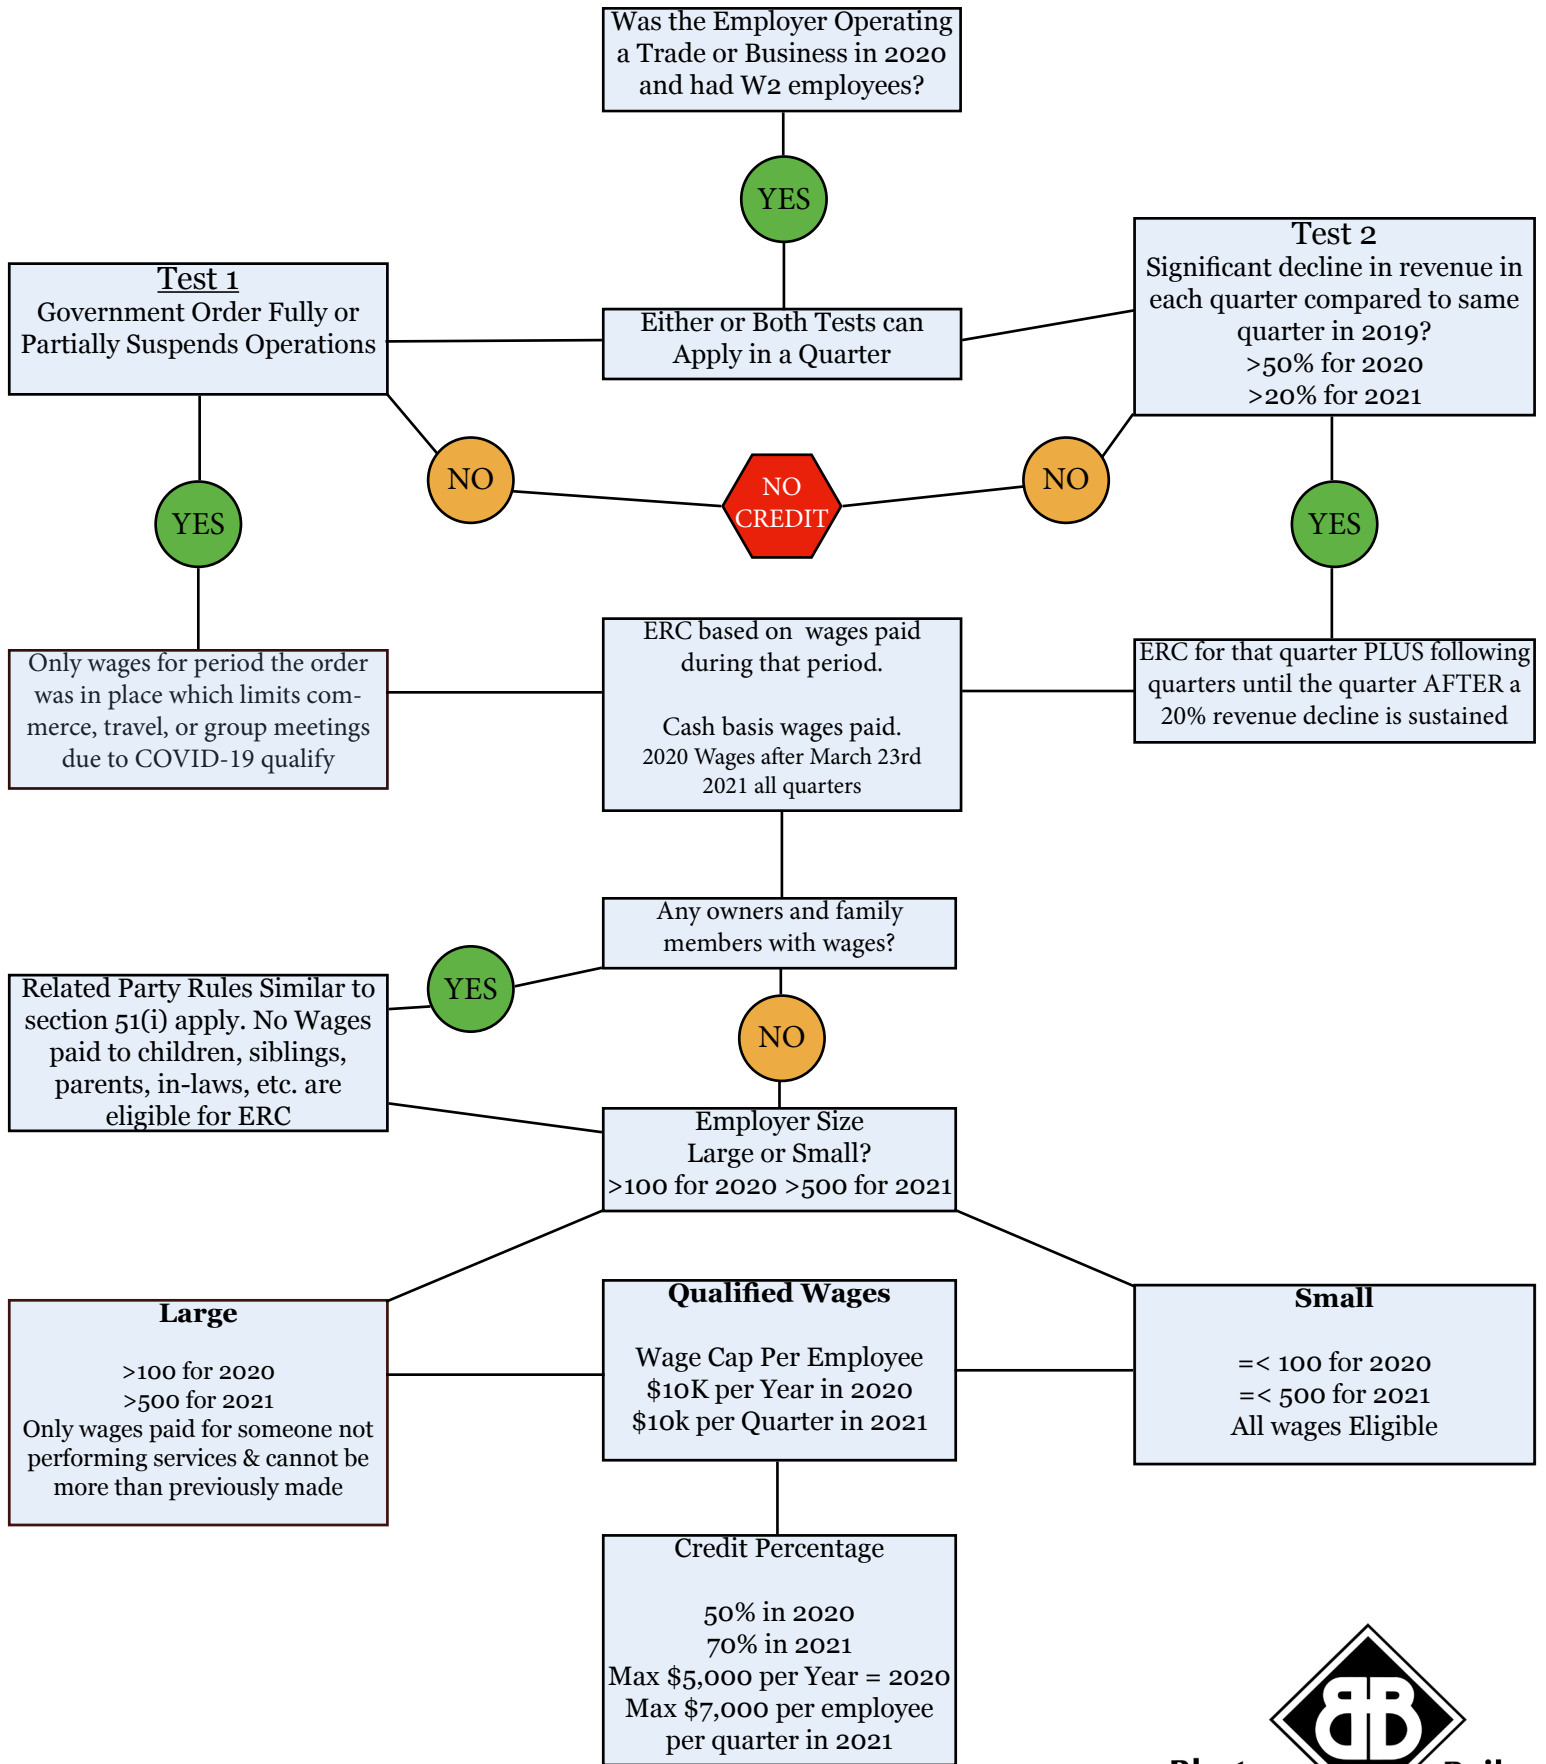 Was the Employer Operating
a Trade or Business in 2020
and had W2 employees?
YES
Test 1
Government Order Fully or
Partially Suspends Operations
Either or Both Tests can
Apply in a Quarter
Test 2
Significant decline in revenue in
each quarter compared to same
quarter in 2019?
>50% for 2020
>20% for 2021
NO
NO
CREDIT
NO
YES
YES
Only wages for period the order
was in place which limits com-
merce, travel, or group meetings
due to COVID-19 qualify
ERC based on wages paid
during that period.
Cash basis wages paid.
2020 Wages after March 23rd
2021 all quarters
ERC for that quarter PLUS following
quarters until the quarter AFTER a
20% revenue decline is sustained
Any owners and family
members with wages?
YES
NO
Related Party Rules Similar to
section 51(i) apply. No Wages
paid to children, siblings,
parents, in-laws, etc. are
eligible for ERC
Employer Size
Large or Small?
>100 for 2020 >500 for 2021
Large
>100 for 2020
>500 for 2021
Only wages paid for someone not
performing services & cannot be
more than previously made
Qualified Wages
Wage Cap Per Employee
$10K per Year in 2020
$10k per Quarter in 2021
Small
=< 100 for 2020
=< 500 for 2021
All wages Eligible
Credit Percentage
50% in 2020
70% in 2021
Max $5,000 per Year = 2020
Max $7,000 per employee
per quarter in 2021